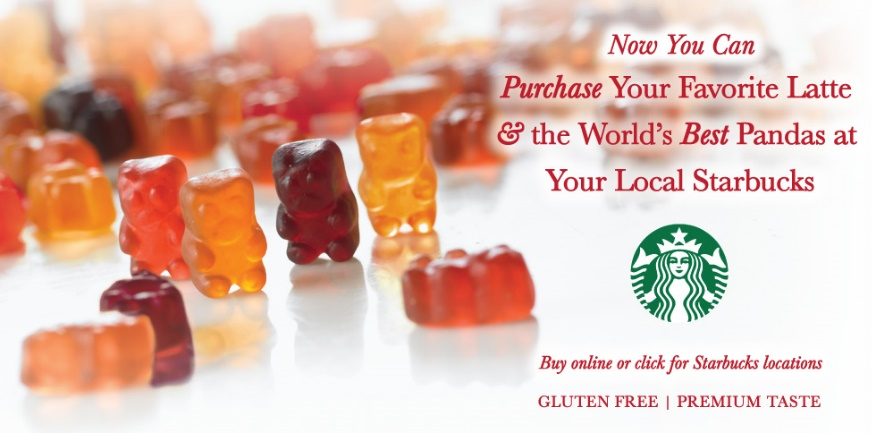 Now You Can
Purchase Your Favorite Latte
& the World's Best Pandas at
Your Local Starbucks
Buy online or click for Starbucks locations
GLUTEN FREE | PREMIUM TASTE